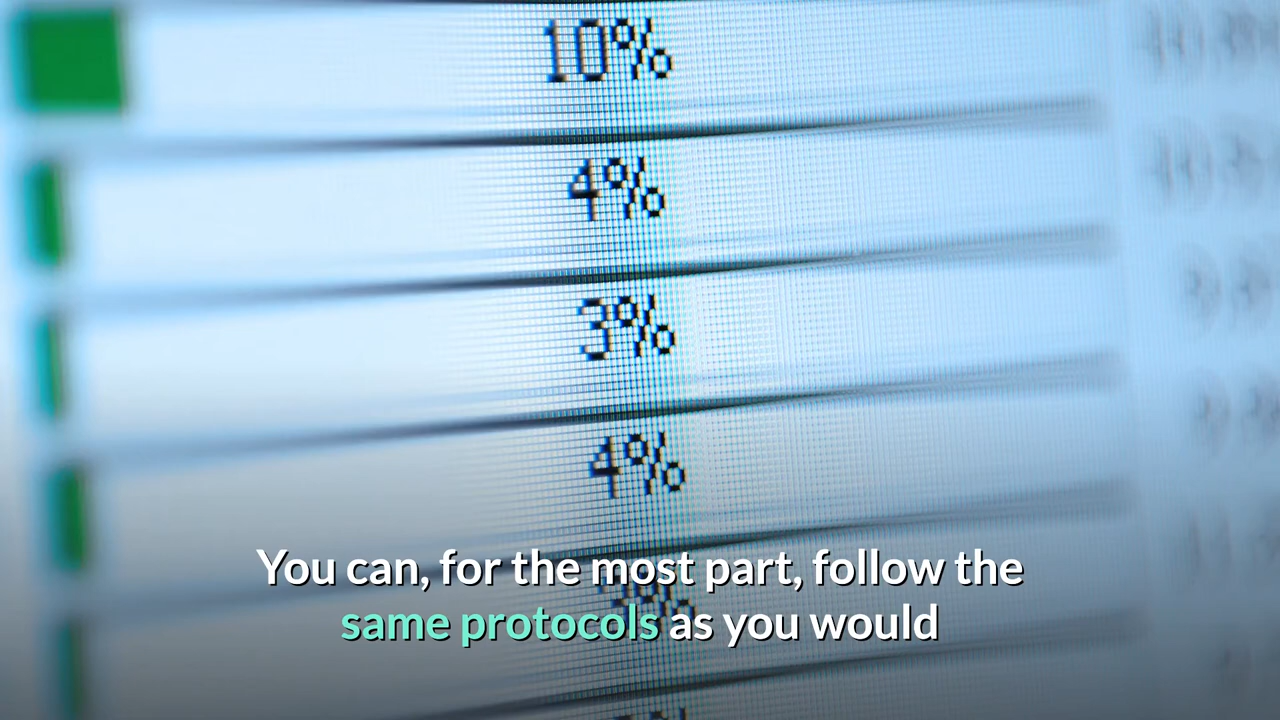 10%
4%
3%
4%
You can, for the most part, follow the
same protocols as you would